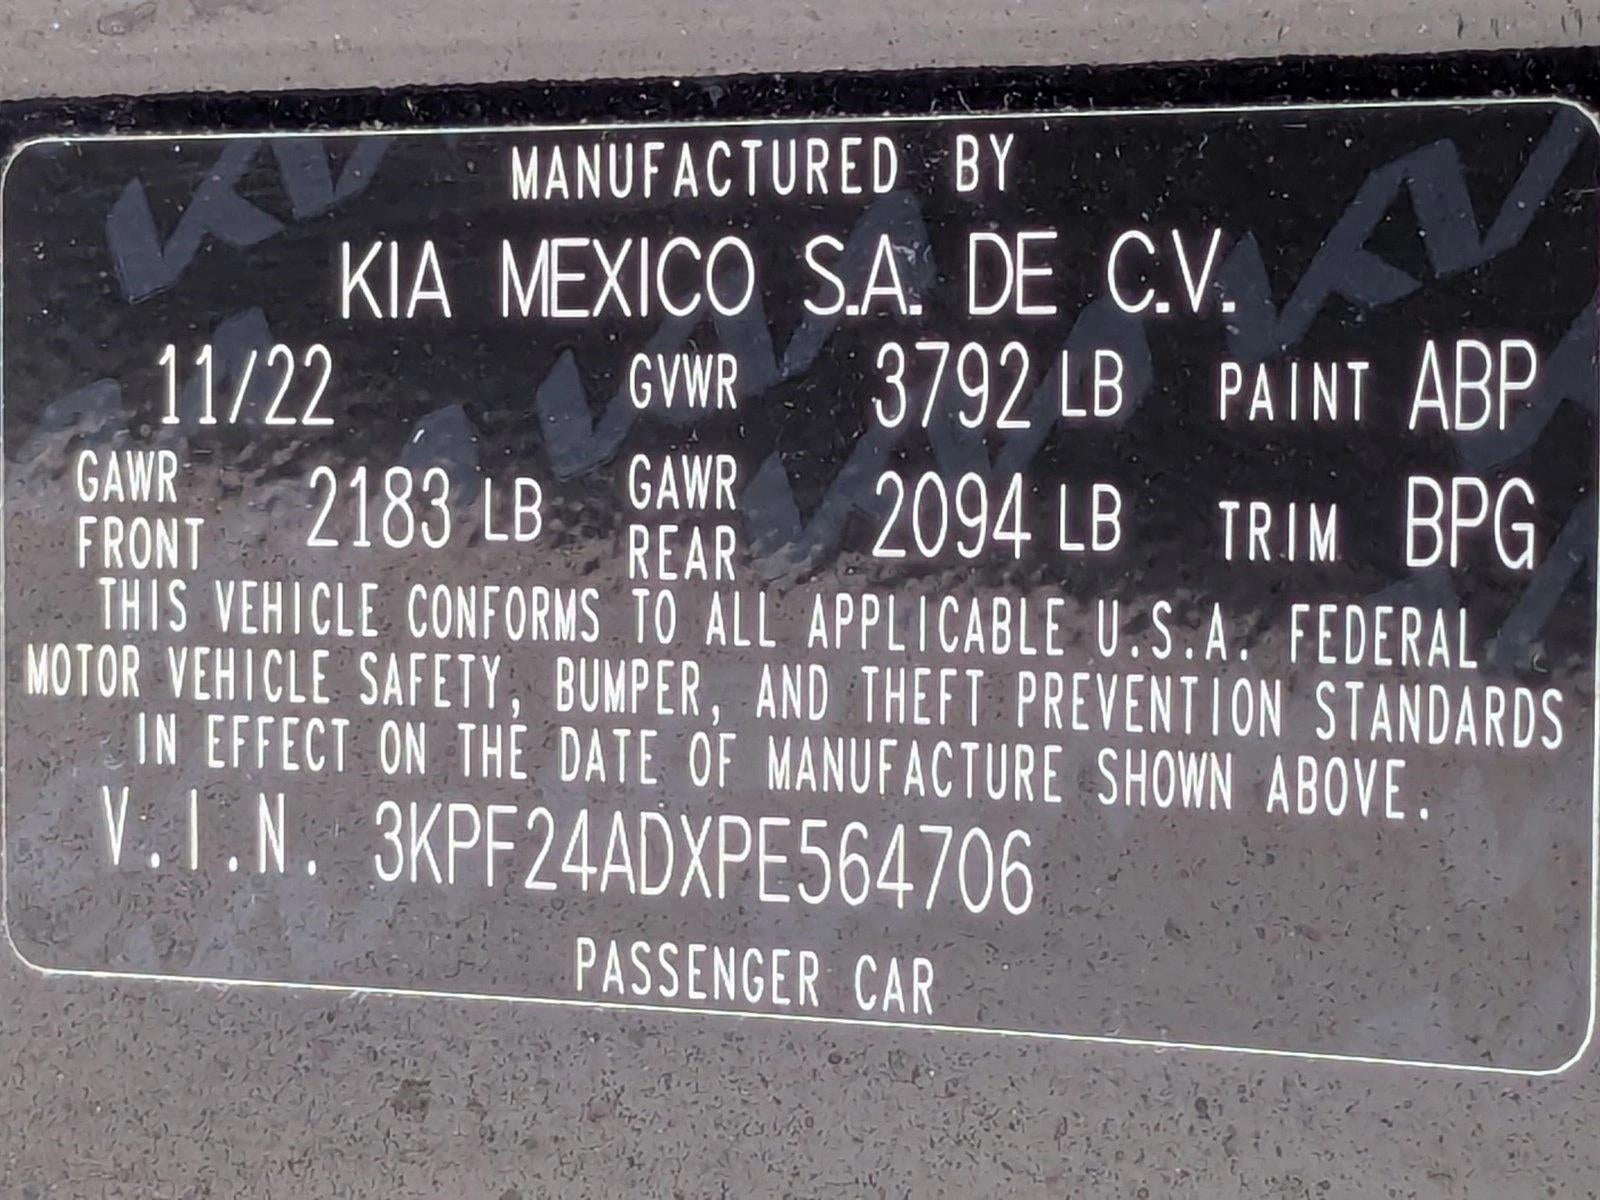 MANUFACTURED BY
KIA MEXICO S.A. DE C.V.
11/22 GVWR 3792 LB PAINT ABP
GAWR FRONT 2183 LB GAWR REAR 2094 LB TRIM BPG
THIS VEHICLE CONFORMS TO ALL APPLICABLE U.S.A. FEDERAL
MOTOR VEHICLE SAFETY, BUMPER, AND THEFT PREVENTION STANDARDS
IN EFFECT ON THE DATE OF MANUFACTURE SHOWN ABOVE.
V.I.N. 3KPF24ADXPE564706
PASSENGER CAR